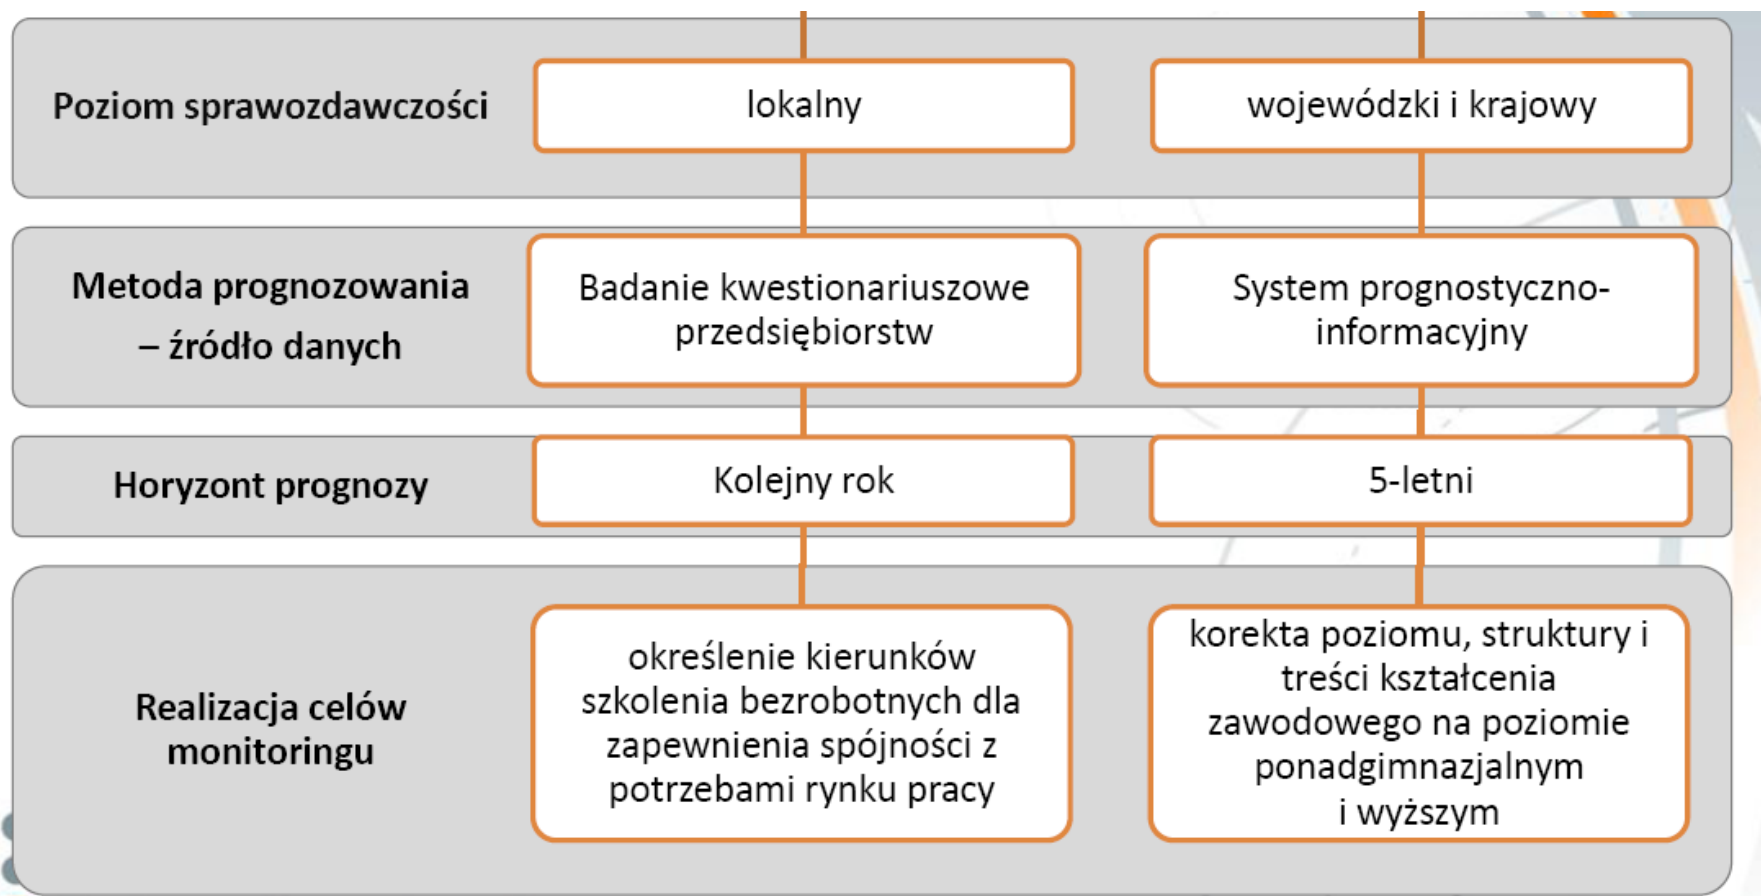 Poziom sprawozdawczości
lokalny
wojewódzki i krajowy
Metoda prognozowania
– źródło danych
Badanie kwestionariuszowe
przedsiębiorstw
System prognostyczno-
informacyjny
Horyzont prognozy
Kolejny rok
5-letni
Realizacja celów
monitoringu
określenie kierunków
szkolenia bezrobotnych dla
zapewnienia spójności z
potrzebami rynku pracy
korekta poziomu, struktury i
treści kształcenia
zawodowego na poziomie
ponadgimnazjalnym
i wyższym